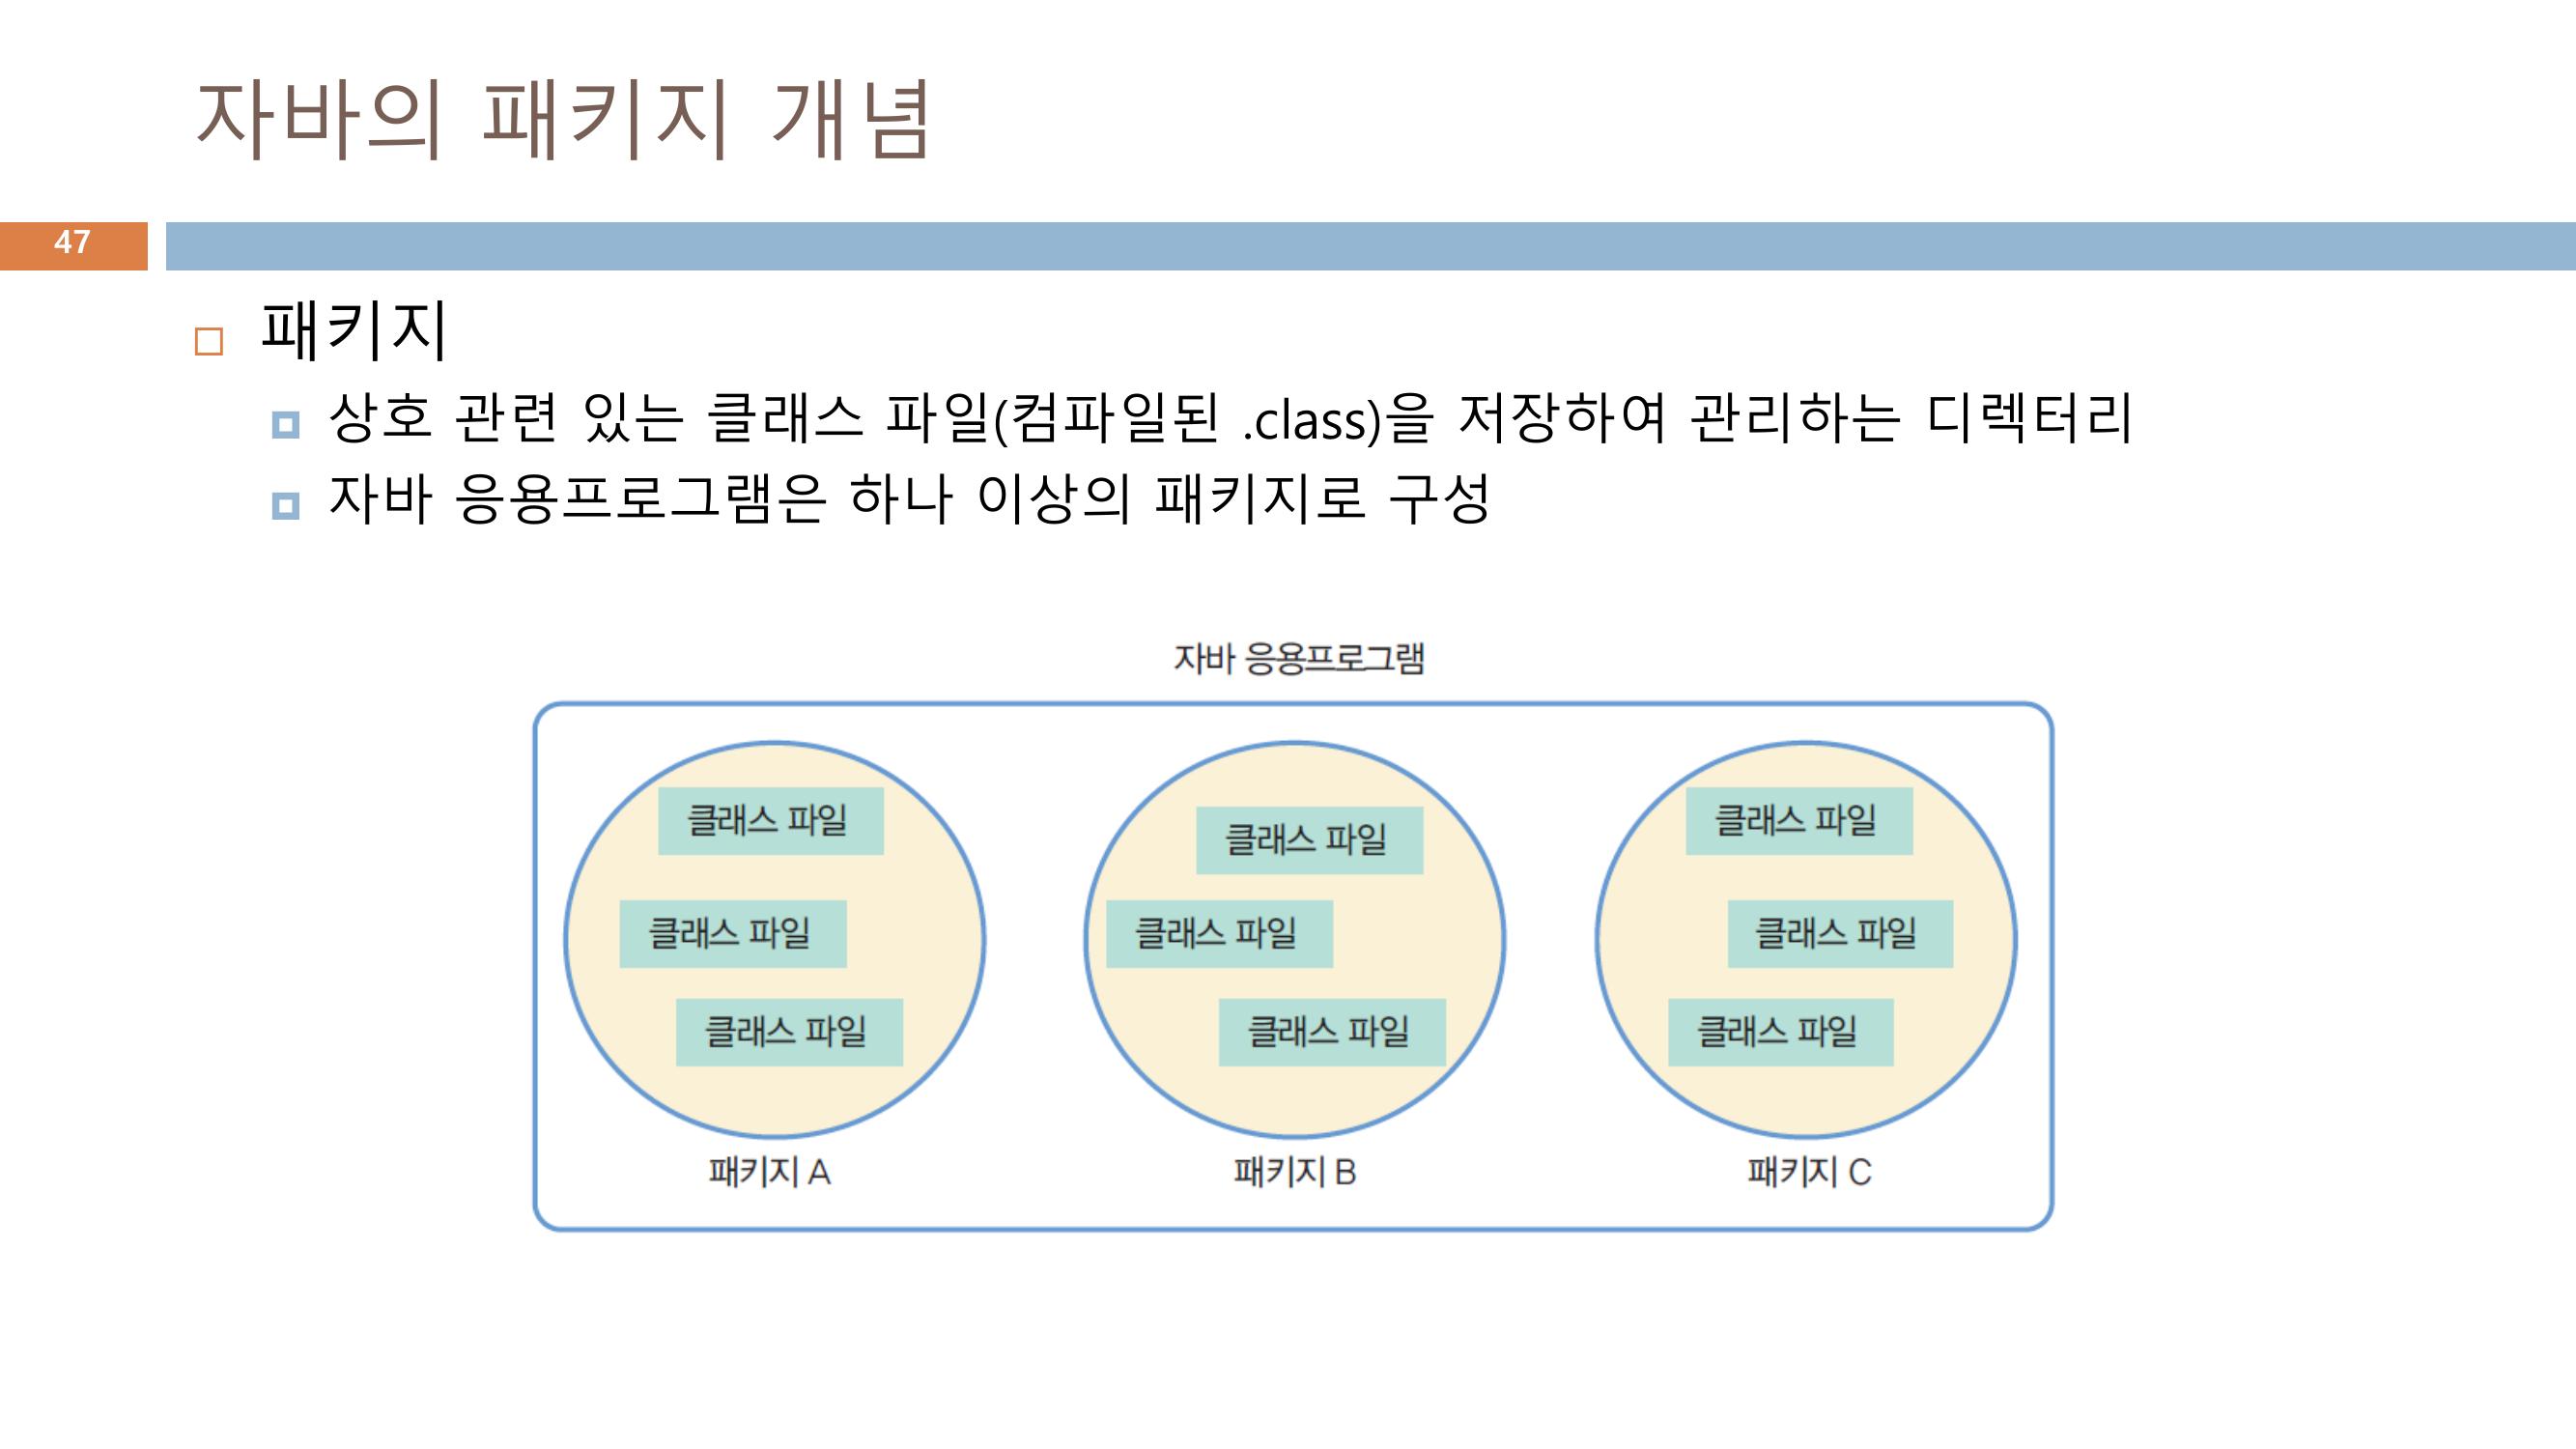 자바의 패키지 개념
47
패키지
상호 관련 있는 클래스 파일(컴파일된 .class)을 저장하여 관리하는 디렉터리
자바 응용프로그램은 하나 이상의 패키지로 구성
자바 응용프로그램
클래스 파일
클래스 파일
클래스 파일
패키지 A
클래스 파일
클래스 파일
클래스 파일
패키지 B
클래스 파일
클래스 파일
클래스 파일
패키지 C